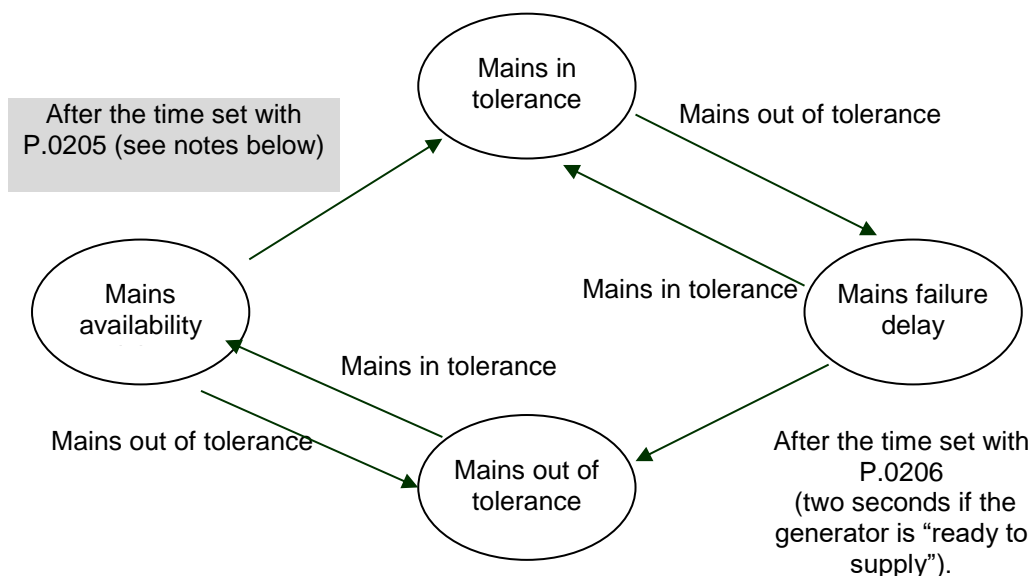 Mains in
tolerance
After the time set with
P.0205 (see notes below)
Mains out of tolerance
Mains in tolerance
Mains
availability
Mains failure
delay
Mains in tolerance
Mains out of tolerance
Mains out of
tolerance
After the time set with
P.0206
(two seconds if the
generator is “ready to
supply”).